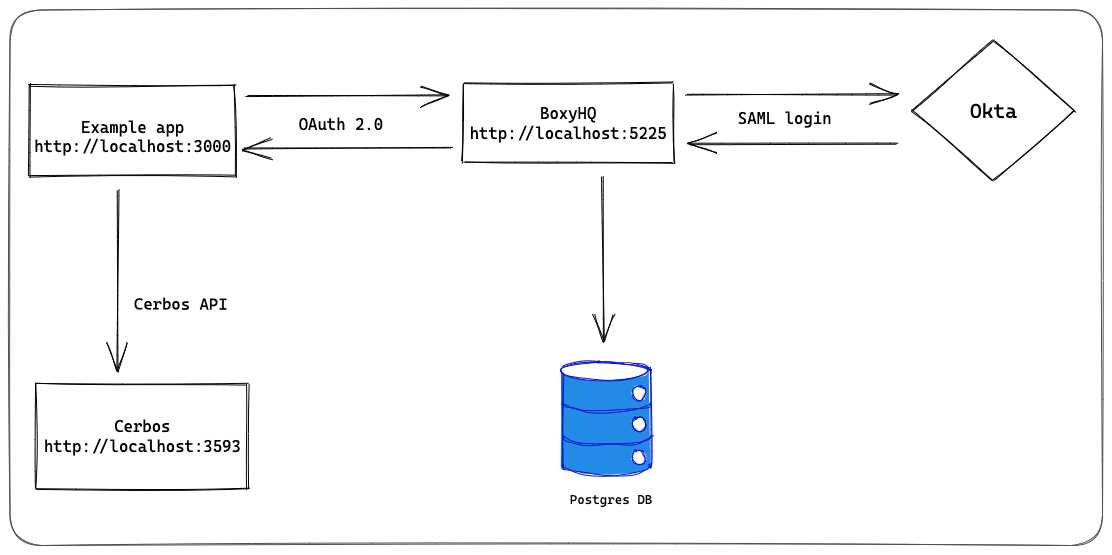 Example app
http://localhost:3000
OAuth 2.0
BoxyHQ
http://localhost:5225
SAML login
Okta
Cerbos API
Cerbos
http://localhost:3593
Postgres DB